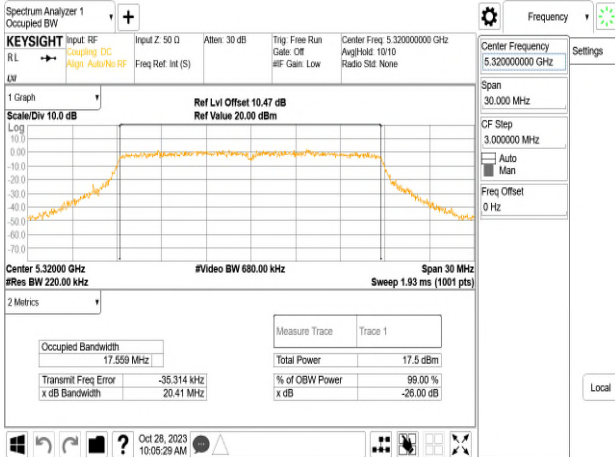 Spectrum Analyzer 1
Occupied BW
Frequency
KEYSIGHT
RL
Input: RF
Coupling: DC
Align: Auto/No RF
Input Z: 50 Ω
Freq Ref: Int (S)
Atten: 30 dB
Trig: Free Run
Gate: Off
#IF Gain: Low
Center Freq: 5.320000000 GHz
Avg|Hold: 10/10
Radio Std: None
Center Frequency
5.320000000 GHz
Settings
Span
30.000 MHz
CF Step
3.000000 MHz
Auto
Man
Freq Offset
0 Hz
Local
1 Graph
Scale/Div 10.0 dB
Ref Lvl Offset 10.47 dB
Ref Value 20.00 dBm
Log
10.0
0.00
-10.0
-20.0
-30.0
-40.0
-50.0
-60.0
-70.0
Center 5.32000 GHz
#Res BW 220.00 kHz
#Video BW 680.00 kHz
Span 30 MHz
Sweep 1.93 ms (1001 pts)
2 Metrics
Measure Trace Trace 1
Occupied Bandwidth
17.559 MHz
Total Power 17.5 dBm
Transmit Freq Error -35.314 kHz
% of OBW Power 99.00 %
x dB Bandwidth 20.41 MHz
x dB -26.00 dB
?
Oct 28, 2023
10:05:29 AM